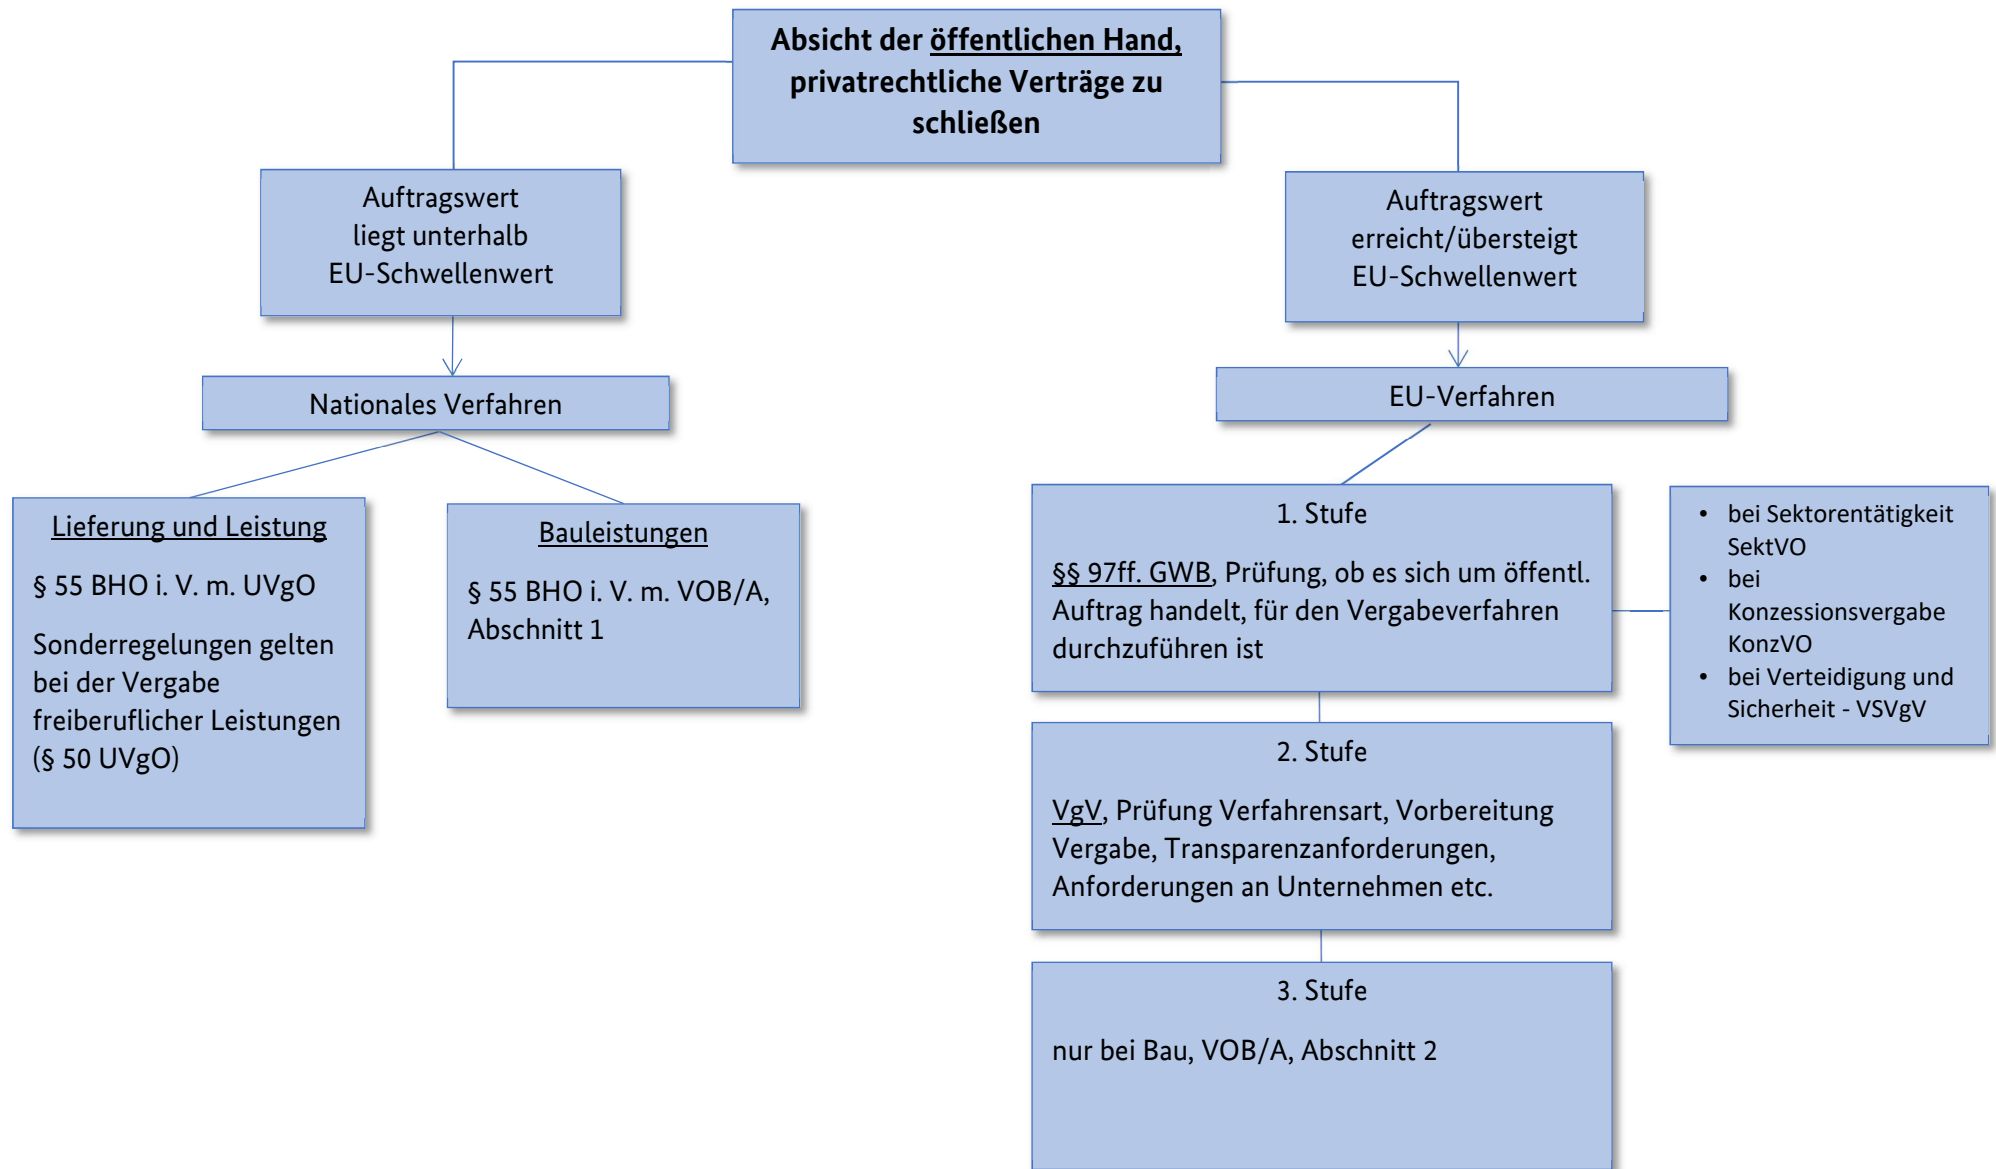 Absicht der öffentlichen Hand,
privatrechtliche Verträge zu
schließen
Auftragswert
liegt unterhalb
EU-Schwellenwert
Auftragswert
erreicht/übersteigt
EU-Schwellenwert
Nationales Verfahren
EU-Verfahren
Lieferung und Leistung
§ 55 BHO i. V. m. UVgO
Sonderregelungen gelten
bei der Vergabe
freiberuflicher Leistungen
(§ 50 UVgO)
Bauleistungen
§ 55 BHO i. V. m. VOB/A,
Abschnitt 1
1. Stufe
§§ 97ff. GWB, Prüfung, ob es sich um öffentl.
Auftrag handelt, für den Vergabeverfahren
durchzuführen ist
• bei Sektorentätigkeit
SektVO
• bei
Konzessionsvergabe
KonzVO
• bei Verteidigung und
Sicherheit - VSVgV
2. Stufe
VgV, Prüfung Verfahrensart, Vorbereitung
Vergabe, Transparenzanforderungen,
Anforderungen an Unternehmen etc.
3. Stufe
nur bei Bau, VOB/A, Abschnitt 2